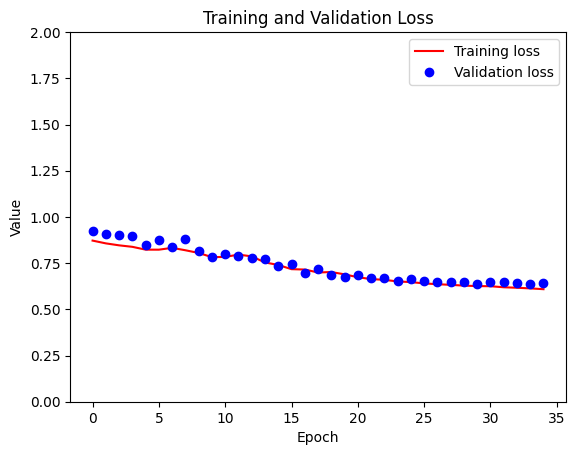 Training and Validation Loss
Training loss
Validation loss
Value
2.00
1.75
1.50
1.25
1.00
0.75
0.50
0.25
0.00
0 5 10 15 20 25 30 35
Epoch